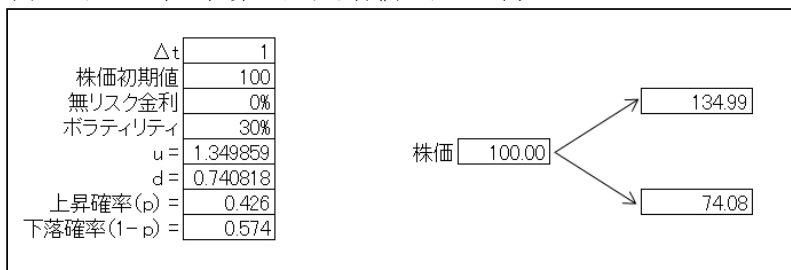 △t 1
株価初期値 100
無リスク金利 0%
ボラティリティ 30%
u = 1.349859
d = 0.740818
上昇確率(p) = 0.426
下落確率(1-p) = 0.574
134.99
株価 100.00
74.08